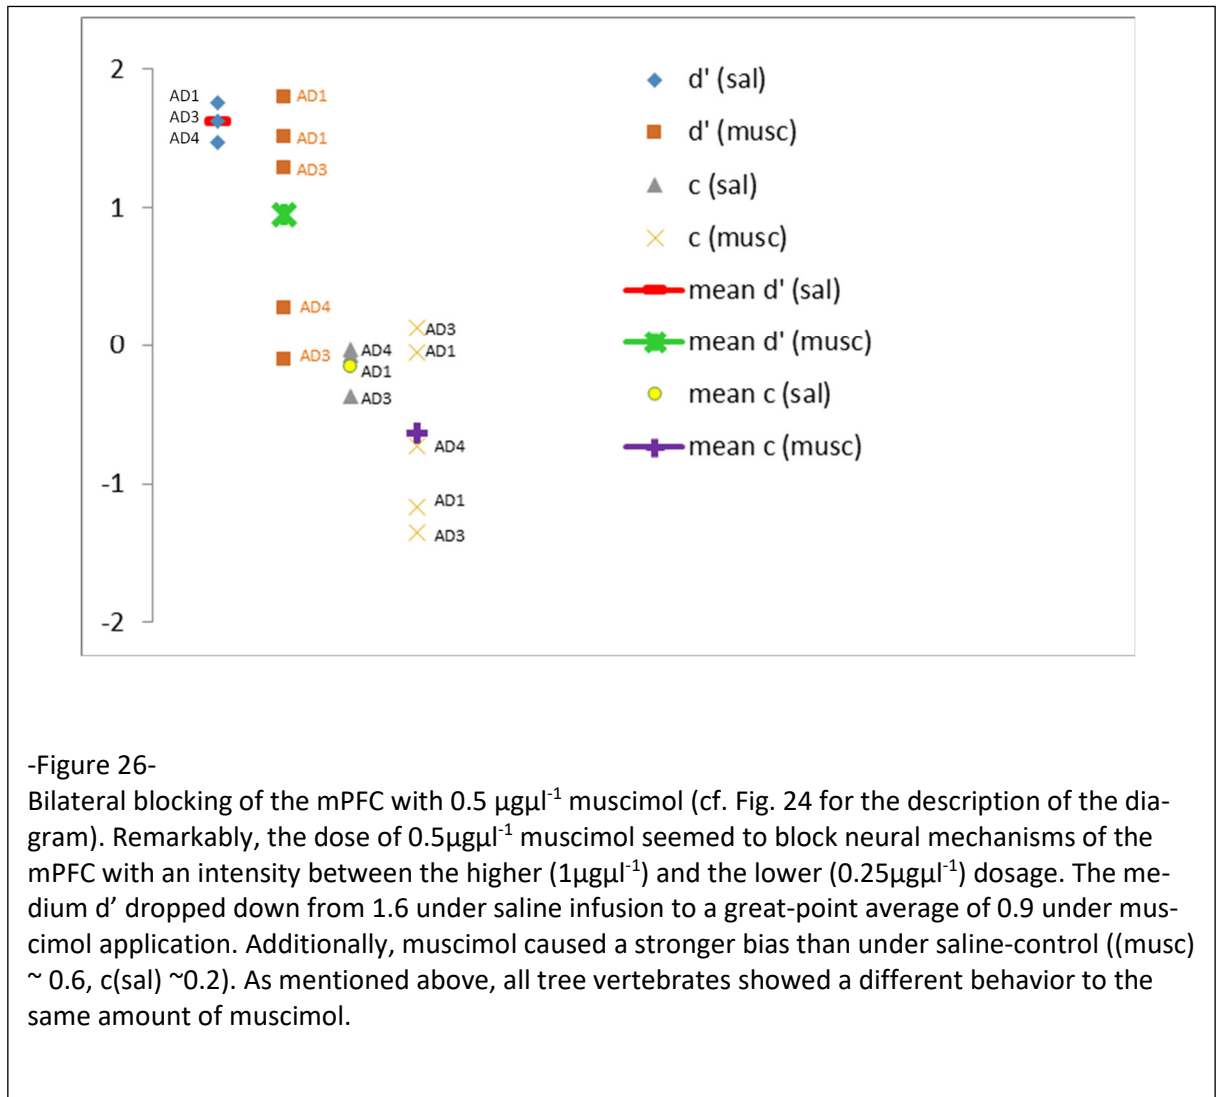 2
1
0
-1
-2
AD1
AD3
AD4
AD1
AD1
AD3
AD4
AD3
AD4
AD1
AD3
AD3
AD1
AD4
AD1
AD3
d' (sal)
d' (musc)
c (sal)
c (musc)
mean d' (sal)
mean d' (musc)
mean c (sal)
mean c (musc)
-Figure 26-
Bilateral blocking of the mPFC with 0.5 µgµl⁻¹ muscimol (cf. Fig. 24 for the description of the dia-
gram). Remarkably, the dose of 0.5µgµl⁻¹ muscimol seemed to block neural mechanisms of the
mPFC with an intensity between the higher (1µgµl⁻¹) and the lower (0.25µgµl⁻¹) dosage. The me-
dium d’ dropped down from 1.6 under saline infusion to a great-point average of 0.9 under mus-
cimol application. Additionally, muscimol caused a stronger bias than under saline-control ((musc)
~ 0.6, c(sal) ~0.2). As mentioned above, all tree vertebrates showed a different behavior to the
same amount of muscimol.